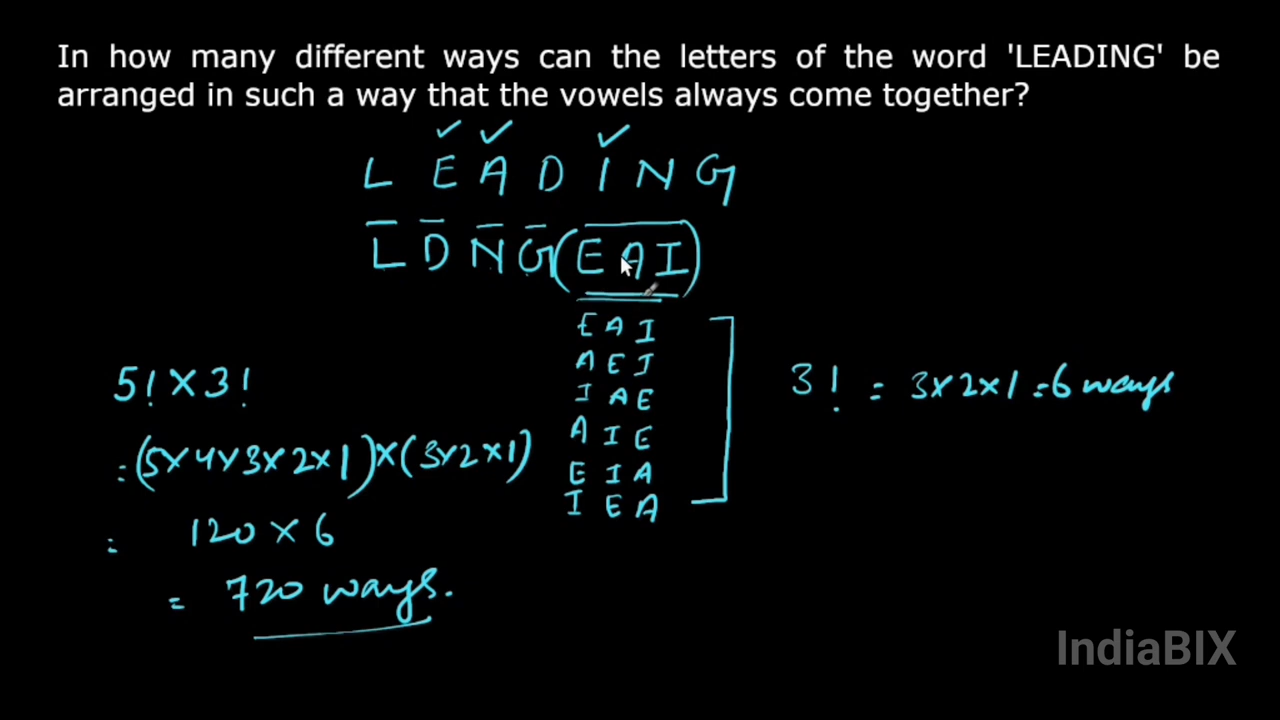 In how many different ways can the letters of the word 'LEADING' be
arranged in such a way that the vowels always come together?
L E A D I N G
L D N G (E A I)
E A I
A E I
I A E
A I E
E I A
I E A
3! = 3×2×1 = 6 ways
5! × 3!
= (5×4×3×2×1)×(3×2×1)
= 120 × 6
= 720 ways.
IndiaBIX